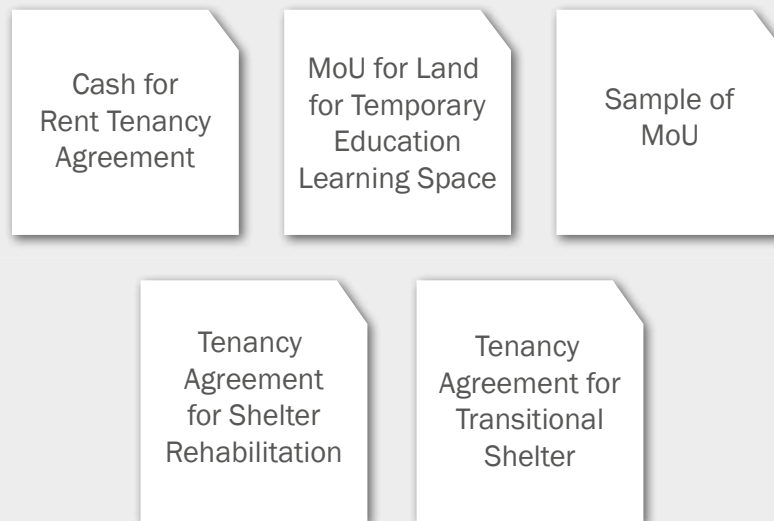 Cash for
Rent Tenancy
Agreement
MoU for Land
for Temporary
Education
Learning Space
Sample of
MoU
Tenancy
Agreement
for Shelter
Rehabilitation
Tenancy
Agreement for
Transitional
Shelter